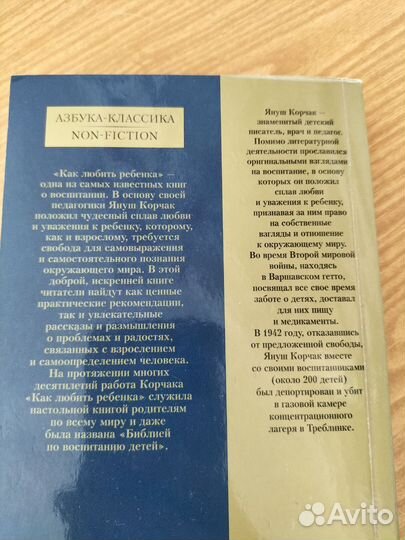 АЗБУКА-КЛАССИКА
NON-FICTION
«Как любить ребенка» —
одна из самых известных книг
о воспитании. В основу своей
педагогики Януш Корчак
положил чудесный сплав любви
и уважения к ребенку, которому,
как и взрослому, требуется
свобода для самовыражения
и самостоятельного познания
окружающего мира. В этой
доброй, искренней книге
читатели найдут как ценные
практические рекомендации,
так и увлекательные
рассказы и размышления
о проблемах и радостях,
связанных с взрослением
и самоопределением человека.
На протяжении многих
десятилетий работа Корчака
«Как любить ребенка» служила
настольной книгой родителям
по всему миру и даже
была названа «Библией
по воспитанию детей».
Януш Корчак —
знаменитый детский
писатель, врач и педагог.
Помимо литературной
деятельности прославился
оригинальными взглядами
на воспитание, в основу
которых он положил
сплав любви
и уважения к ребенку,
признавая за ним право
на собственные
взгляды и отношение
к окружающему миру.
Во время Второй мировой
войны, находясь
в Варшавском гетто,
посвящал все свое время
заботе о детях, доставал
для них пищу
и медикаменты.
В 1942 году, отказавшись
от предложенной свободы,
Януш Корчак вместе
со своими воспитанниками
(около 200 детей)
был депортирован и убит
в газовой камере
концентрационного
лагеря в Треблинке.
Avito